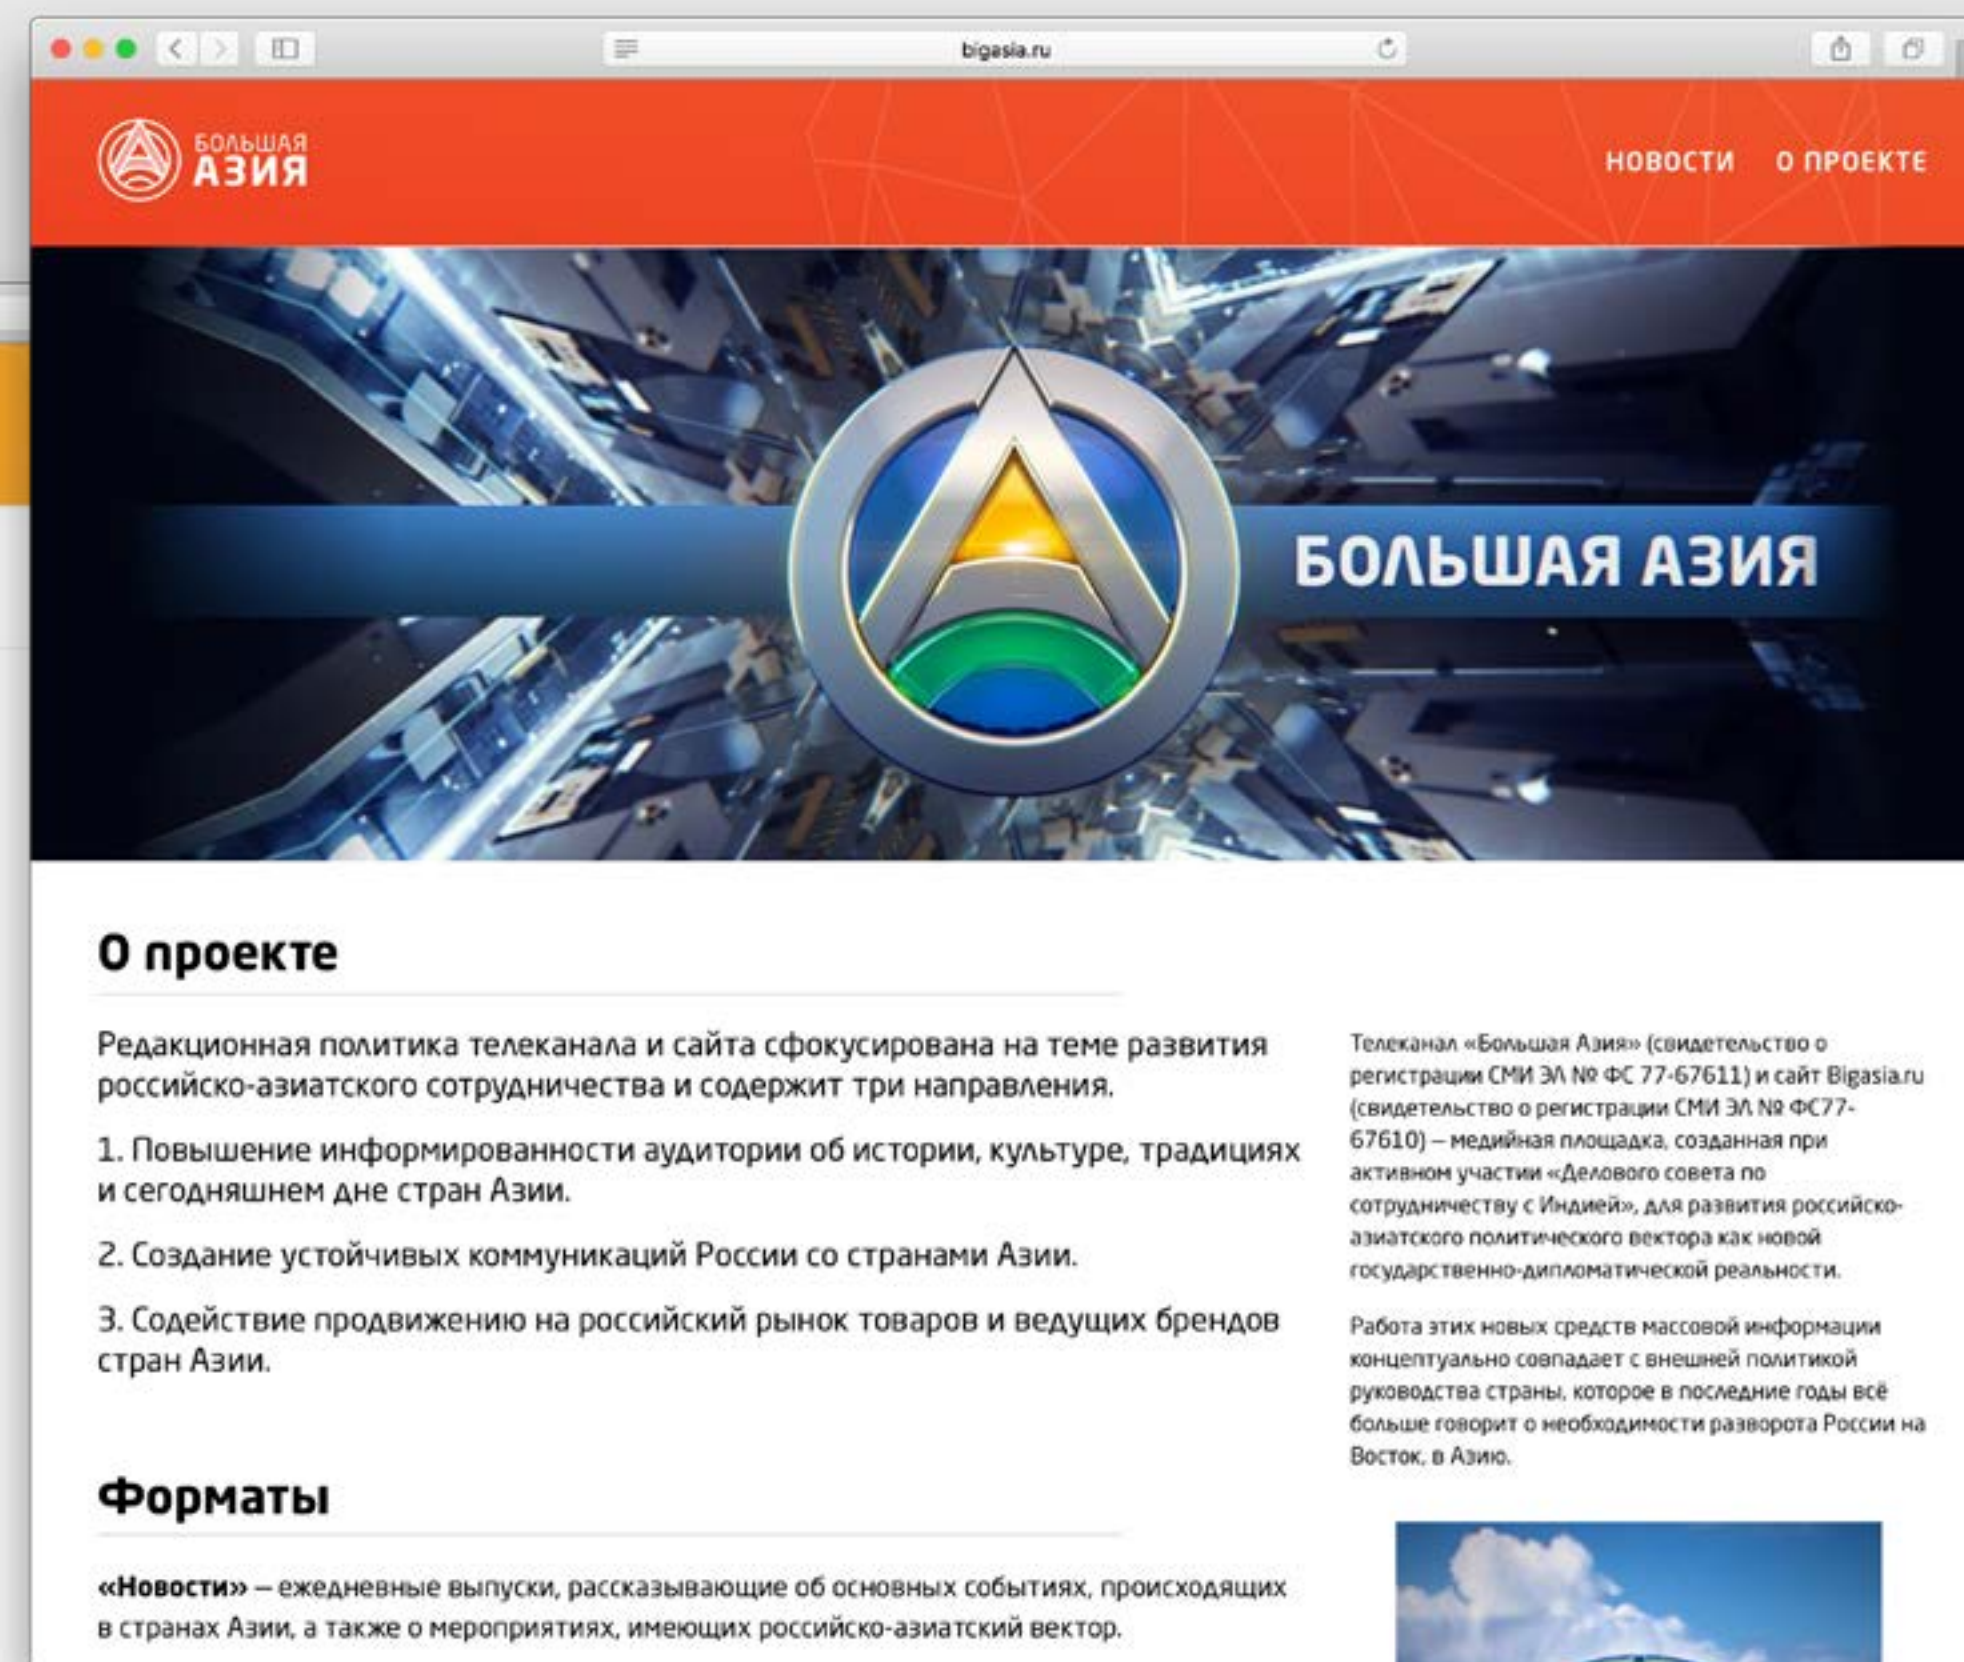 bigasia.ru
БОЛЬШАЯ
АЗИЯ
НОВОСТИ О ПРОЕКТЕ
БОЛЬШАЯ АЗИЯ
О проекте
Редакционная политика телеканала и сайта сфокусирована на теме развития
российско-азиатского сотрудничества и содержит три направления.
1. Повышение информированности аудитории об истории, культуре, традициях
и сегодняшнем дне стран Азии.
2. Создание устойчивых коммуникаций России со странами Азии.
3. Содействие продвижению на российский рынок товаров и ведущих брендов
стран Азии.
Форматы
«Новости» – ежедневные выпуски, рассказывающие об основных событиях, происходящих
в странах Азии, а также о мероприятиях, имеющих российско-азиатский вектор.
Телеканал «Большая Азия» (свидетельство о
регистрации СМИ ЭЛ № ФС 77-67611) и сайт Bigasia.ru
(свидетельство о регистрации СМИ ЭЛ № ФС77-
67610) – медийная площадка, созданная при
активном участии «Делового совета по
сотрудничеству с Индией», для развития российско-
азиатского политического вектора как новой
государственно-дипломатической реальности.
Работа этих новых средств массовой информации
концептуально совпадает с внешней политикой
руководства страны, которое в последние годы всё
больше говорит о необходимости разворота России на
Восток, в Азию.